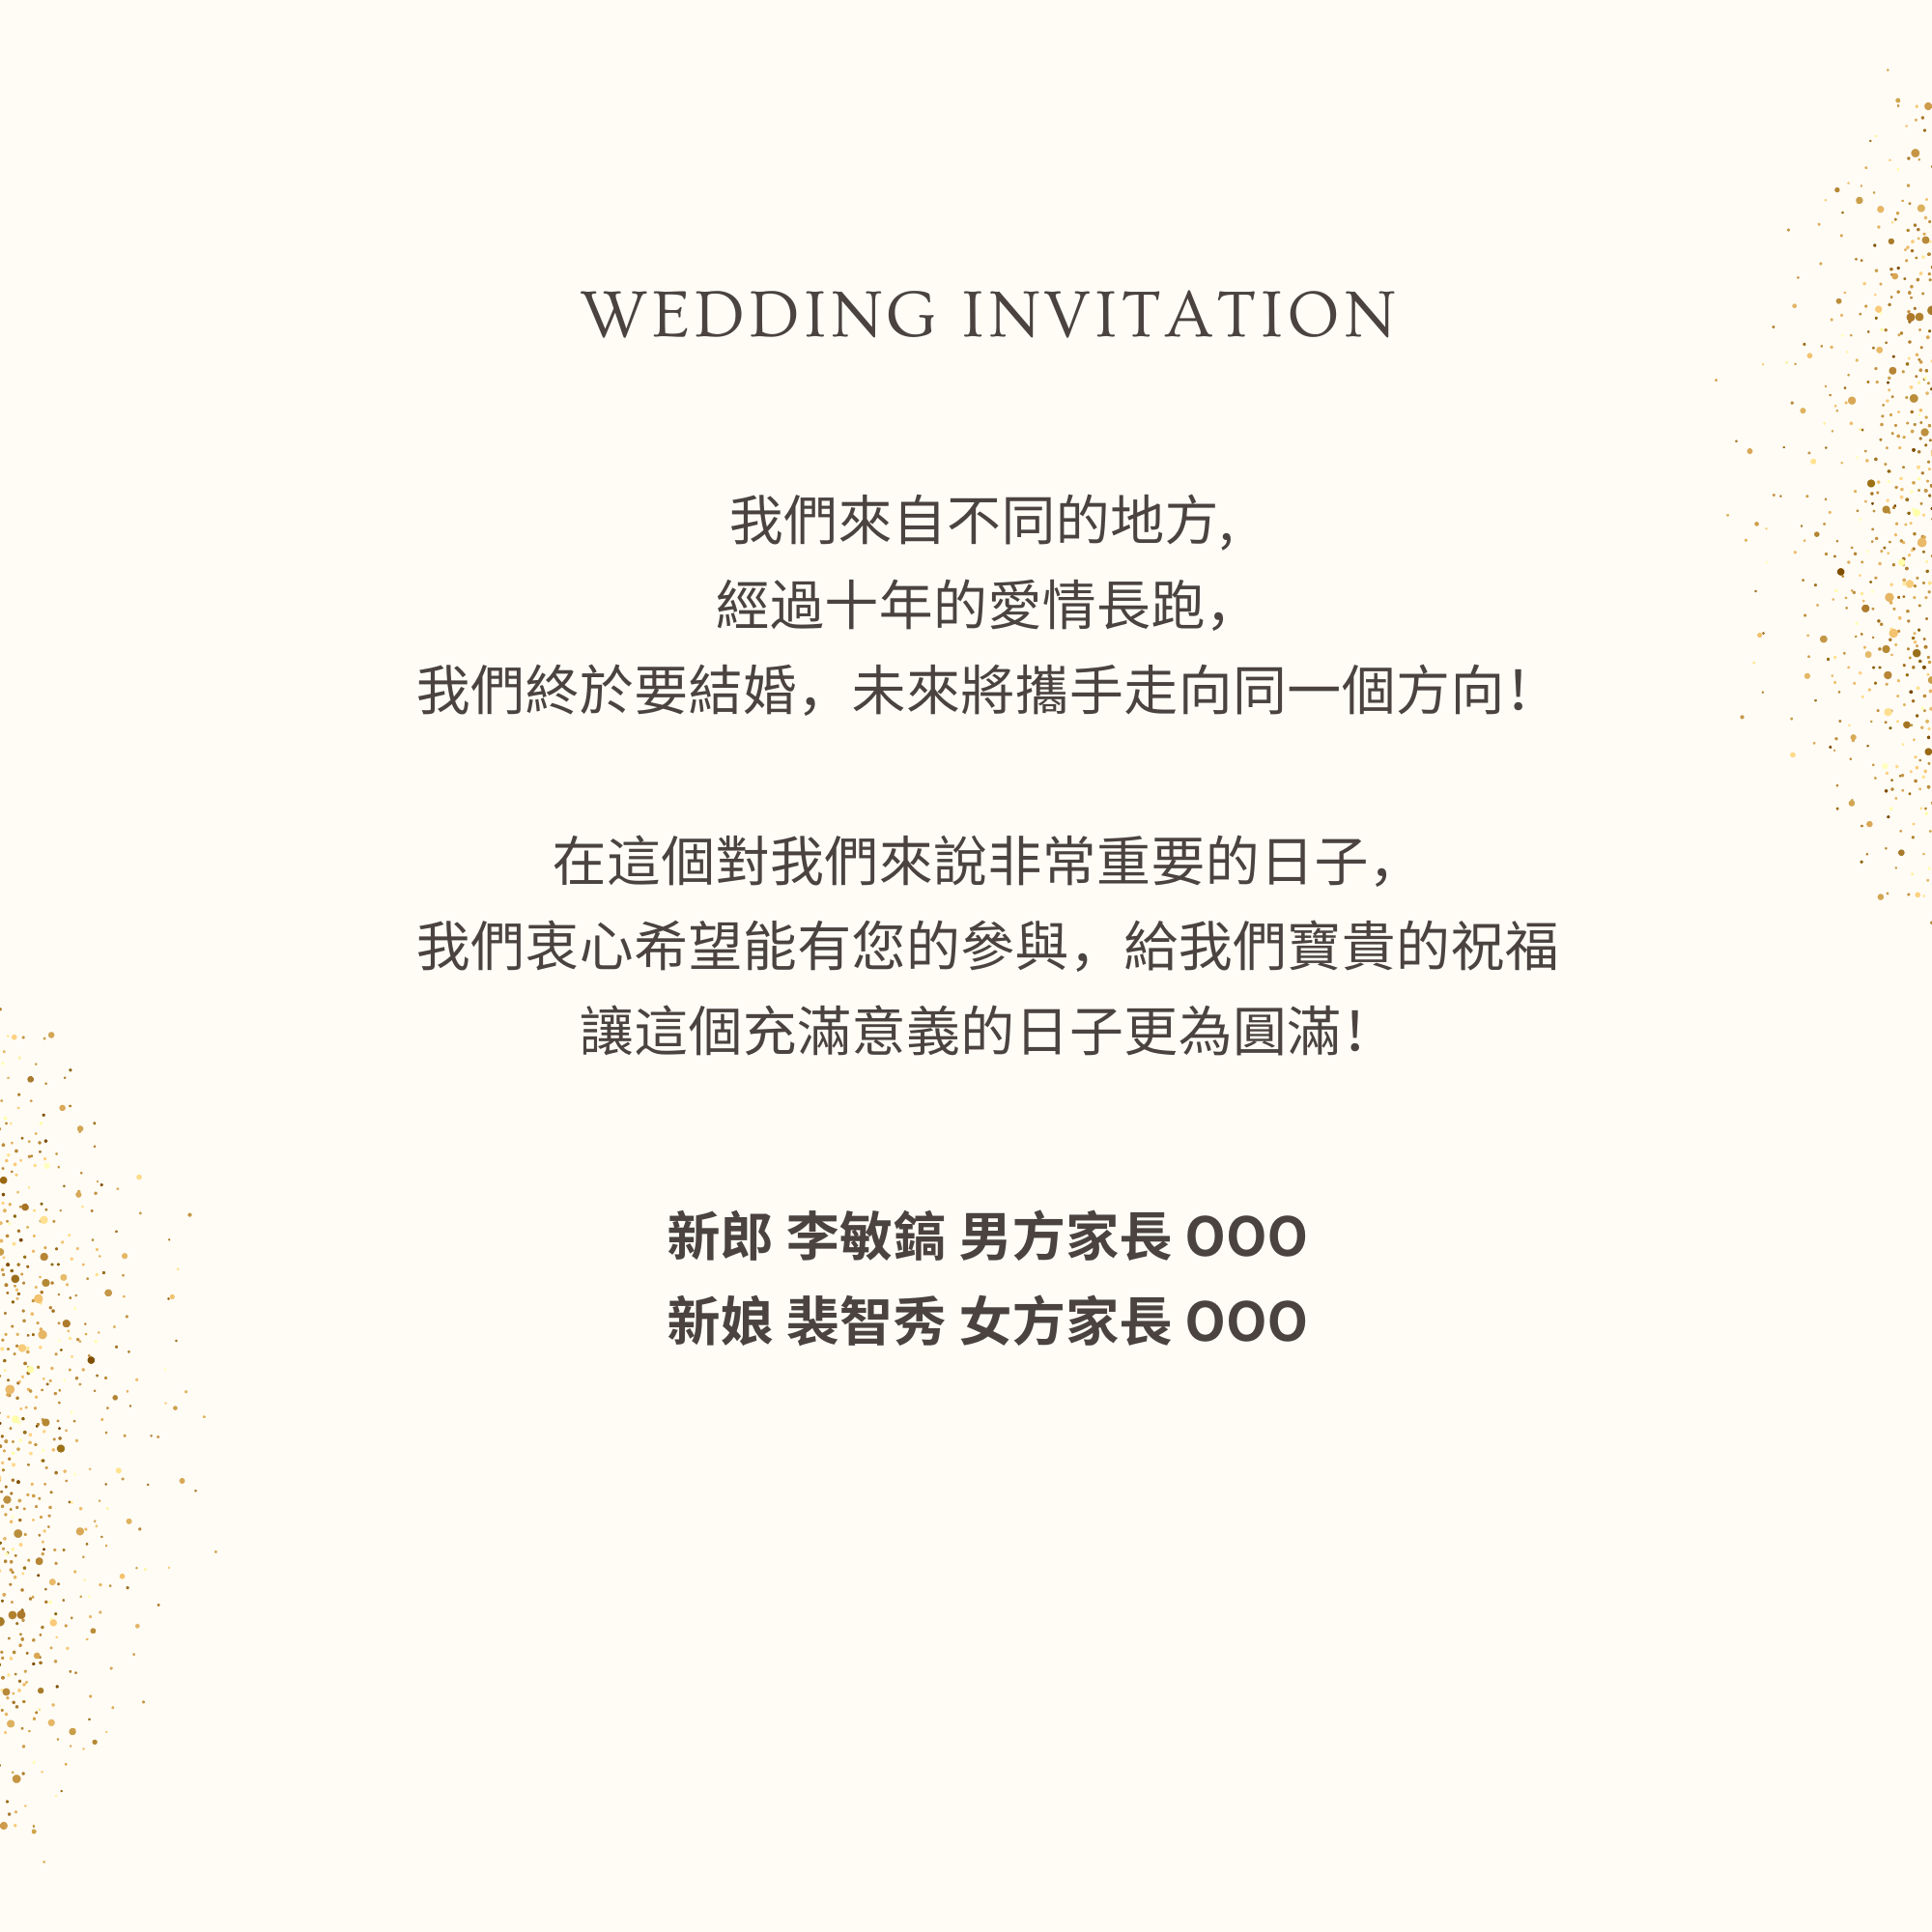 WEDDING INVITATION
我們來自不同的地方,
經過十年的愛情長跑，
我們終於要結婚，未來將攜手走向同一個方向！
在這個對我們來說非常重要的日子，
我們衷心希望能有您的參與，給我們寶貴的祝福
讓這個充滿意義的日子更為圓滿！
新郎 李敏鎬 男方家長 OOO
新娘 裴智秀 女方家長 OOO